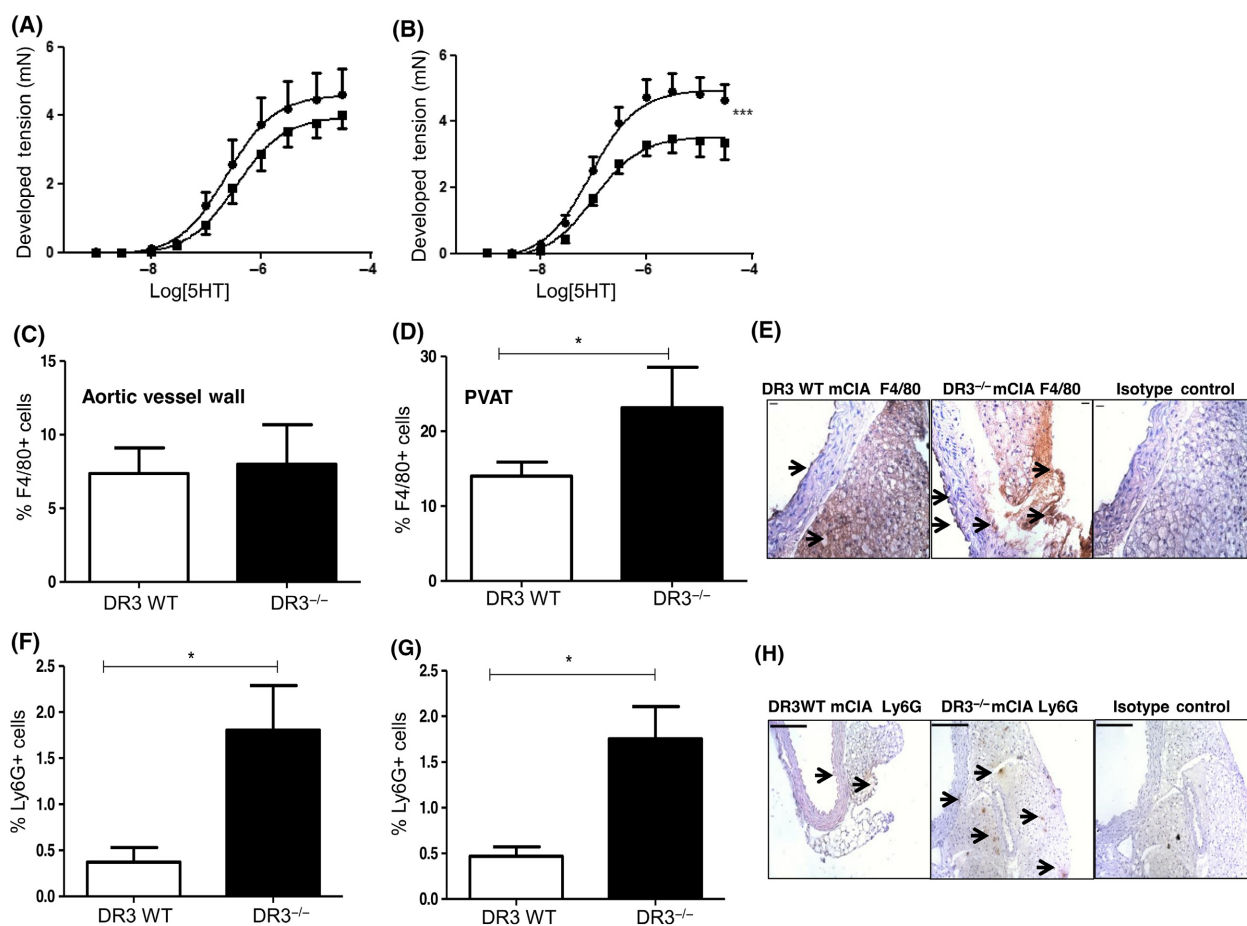 (A)
Developed tension (mN)
6
4
2
0
–8
–6
–4
Log[5HT]
(B)
Developed tension (mN)
6
4
2
0
–8
–6
–4
Log[5HT]
***
(C)
% F4/80+ cells
15
10
5
0
Aortic vessel wall
DR3 WT
DR3–/–
(D)
% F4/80+ cells
30
20
10
0
*
PVAT
DR3 WT
DR3–/–
(E)
DR3 WT mCIA F4/80
DR3–/– mCIA F4/80
Isotype control
(F)
% Ly6G+ cells
2.5
2.0
1.5
1.0
0.5
0.0
*
DR3 WT
DR3–/–
(G)
% Ly6G+ cells
2.5
2.0
1.5
1.0
0.5
0.0
*
DR3 WT
DR3–/–
(H)
DR3WT mCIA Ly6G
DR3–/– mCIA Ly6G
Isotype control